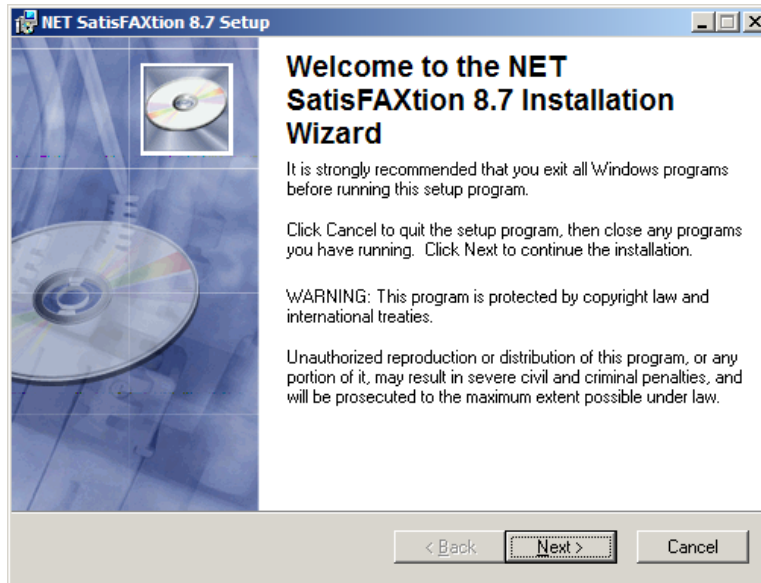 NET SatisFAXtion 8.7 Setup
Welcome to the NET
SatisFAXtion 8.7 Installation
Wizard
It is strongly recommended that you exit all Windows programs
before running this setup program.
Click Cancel to quit the setup program, then close any programs
you have running.  Click Next to continue the installation.
WARNING: This program is protected by copyright law and
international treaties.
Unauthorized reproduction or distribution of this program, or any
portion of it, may result in severe civil and criminal penalties, and
will be prosecuted to the maximum extent possible under law.
< Back Next > Cancel